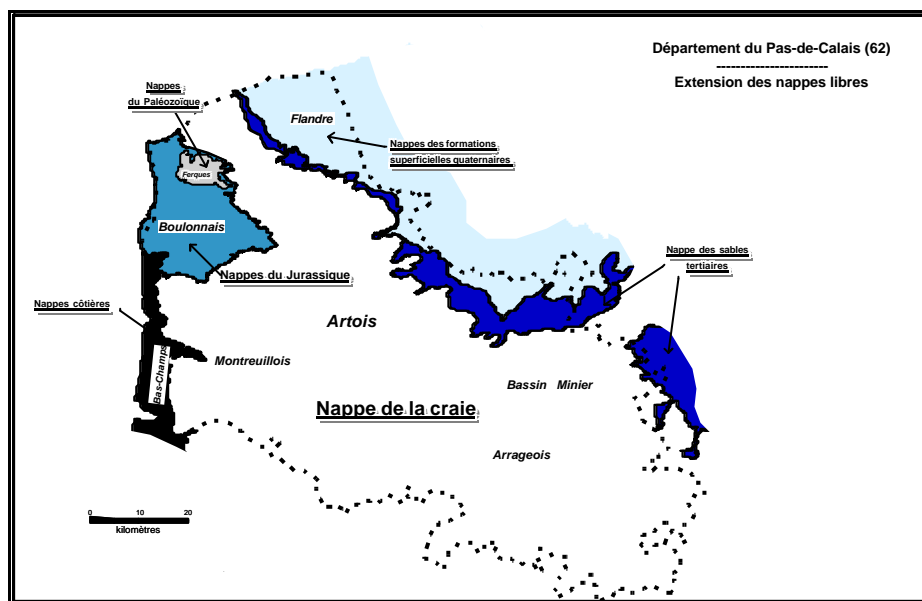 Département du Pas-de-Calais (62)
-----------------------
Extension des nappes libres
Nappes
du Paléozoïque
Flandre
Nappes des formations
superficielles quaternaires
Ferques
Boulonnais
Nappes du Jurassique
Nappe des sables
tertiaires
Nappes côtières
Artois
Montreuillois
Bas-Champs
Bassin Minier
Nappe de la craie
Arrageois
0 10 20
kilomètres